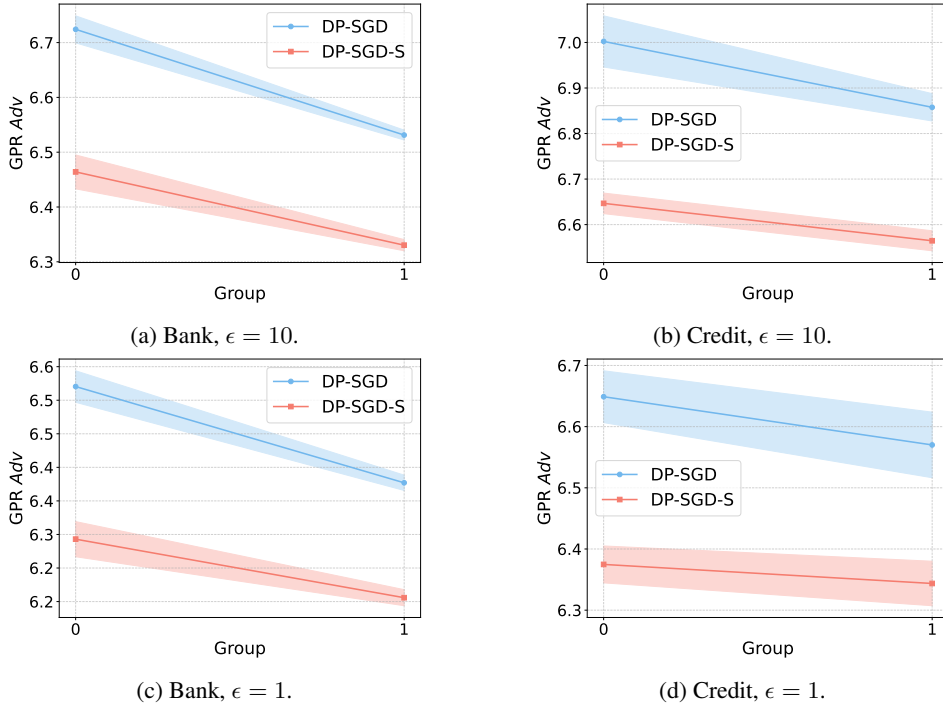 6.7
6.6
6.5
6.4
6.3
GPR Adv
DP-SGD
DP-SGD-S
0
1
Group
(a) Bank, ϵ = 10.
7.0
6.9
6.8
6.7
6.6
GPR Adv
DP-SGD
DP-SGD-S
0
1
Group
(b) Credit, ϵ = 10.
6.6
6.5
6.5
6.4
6.4
6.3
6.2
6.2
GPR Adv
DP-SGD
DP-SGD-S
0
1
Group
(c) Bank, ϵ = 1.
6.7
6.6
6.5
6.4
6.3
GPR Adv
DP-SGD
DP-SGD-S
0
1
Group
(d) Credit, ϵ = 1.